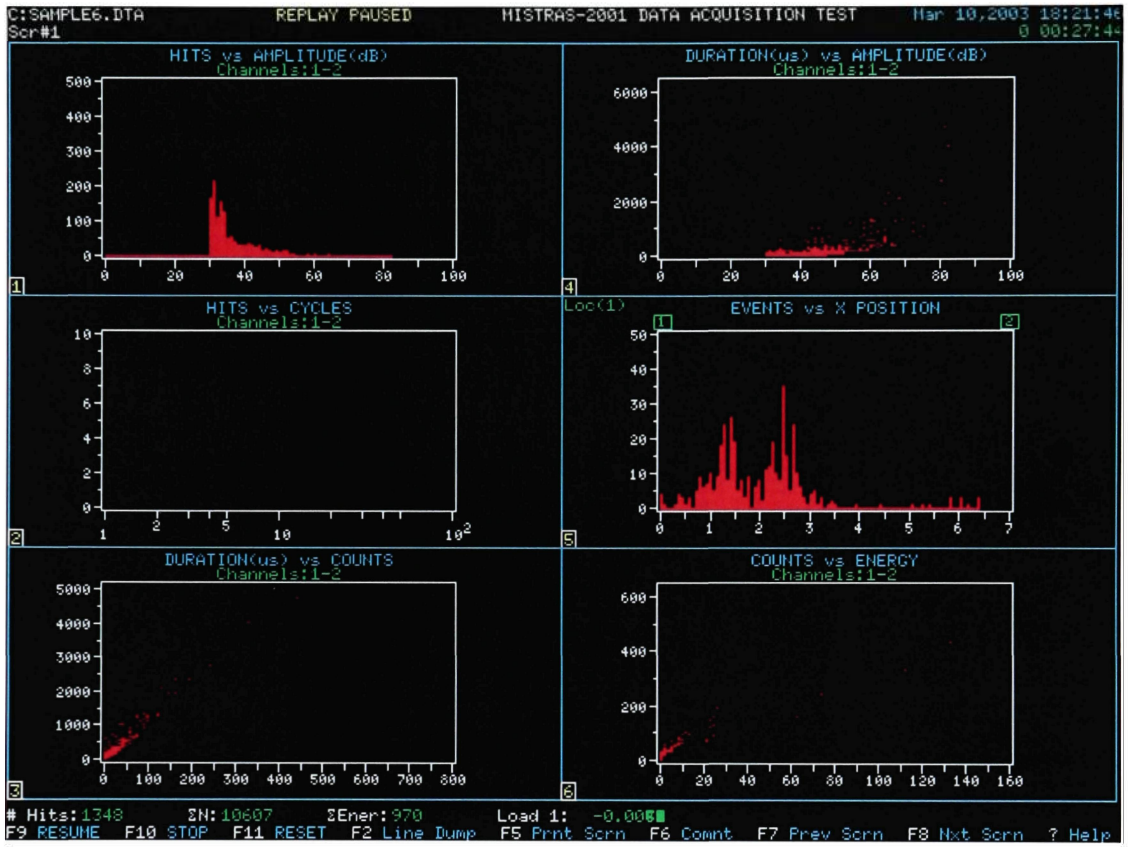 C:SAMPLE6.DTA REPLAY PAUSED MISTRAS-2001 DATA ACQUISITION TEST Mar 10,2003 18:21:46
Scr#1 0 00:27:44
HITS vs AMPLITUDE(dB)
Channels:1-2
500
400
300
200
100
0
0 20 40 60 80 100
1
DURATION(us) vs AMPLITUDE(dB)
Channels:1-2
6000
4000
2000
0
0 20 40 60 80 100
4
HITS vs CYCLES
Channels:1-2
10
8
6
4
2
0
1 2 5 10 10²
2
Loc(1) EVENTS vs X POSITION
1 2
50
40
30
20
10
0
0 1 2 3 4 5 6 7
5
DURATION(us) vs COUNTS
Channels:1-2
5000
4000
3000
2000
1000
0
0 100 200 300 400 500 600 700 800
3
COUNTS vs ENERGY
Channels:1-2
600
400
200
0
0 20 40 60 80 100 120 140 160
6
# Hits:1348 ΣN:10607 ΣEner:970 Load 1: -0.00
F9 RESUME F10 STOP F11 RESET F2 Line Dump F5 Prnt Scrn F6 Comnt F7 Prev Scrn F8 Nxt Scrn ? Help